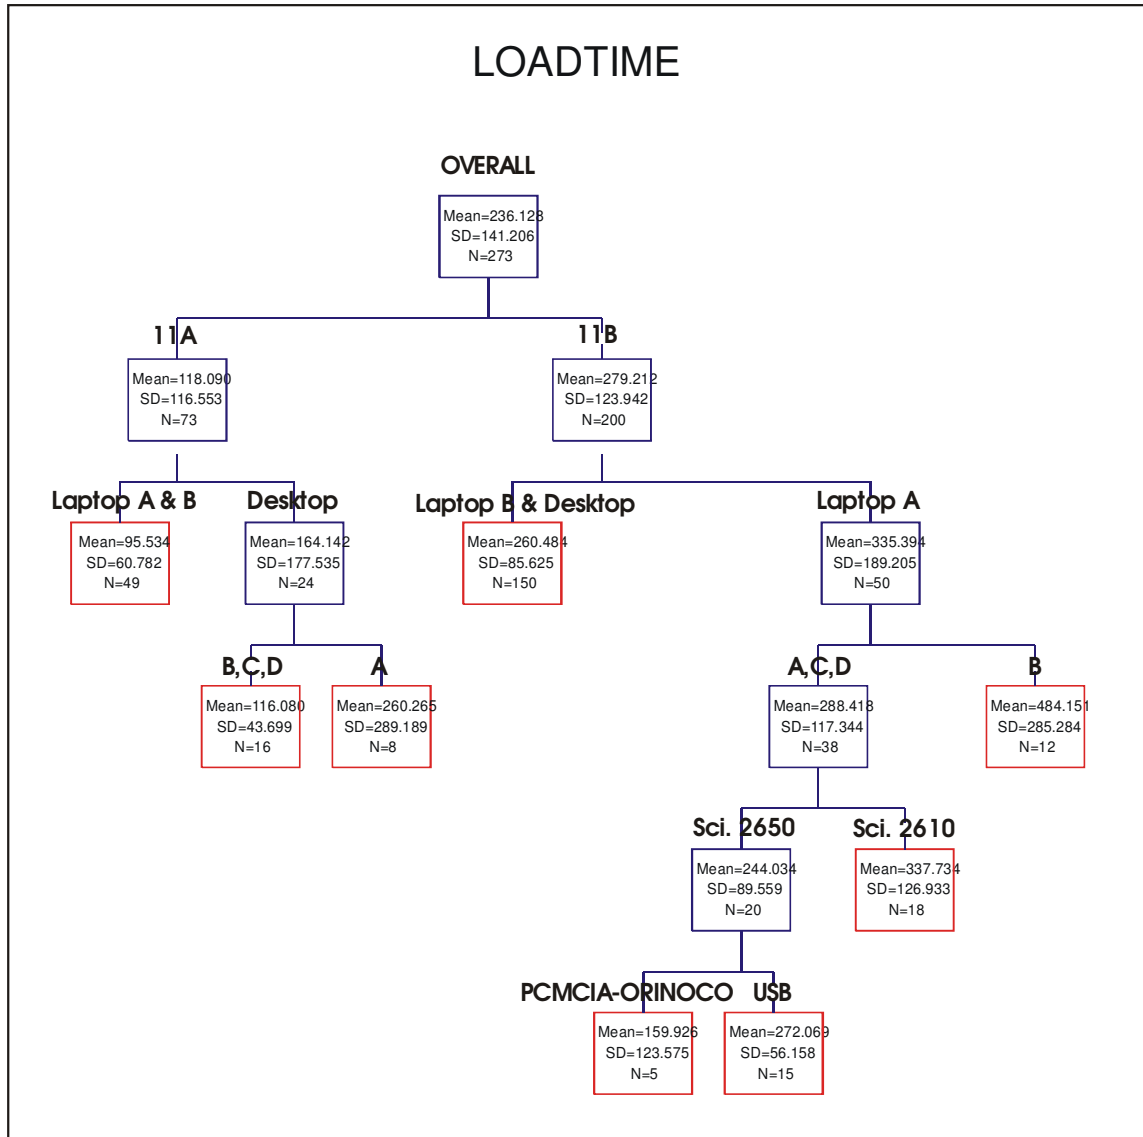 LOADTIME
OVERALL
Mean=236.128
SD=141.206
N=273
11A
11B
Mean=118.090
SD=116.553
N=73
Mean=279.212
SD=123.942
N=200
Laptop A & B
Desktop
Laptop B & Desktop
Laptop A
Mean=95.534
SD=60.782
N=49
Mean=164.142
SD=177.535
N=24
Mean=260.484
SD=85.625
N=150
Mean=335.394
SD=189.205
N=50
B,C,D
A
A,C,D
B
Mean=116.080
SD=43.699
N=16
Mean=260.265
SD=289.189
N=8
Mean=288.418
SD=117.344
N=38
Mean=484.151
SD=285.284
N=12
Sci. 2650
Sci. 2610
Mean=244.034
SD=89.559
N=20
Mean=337.734
SD=126.933
N=18
PCMCIA-ORINOCO
USB
Mean=159.926
SD=123.575
N=5
Mean=272.069
SD=56.158
N=15